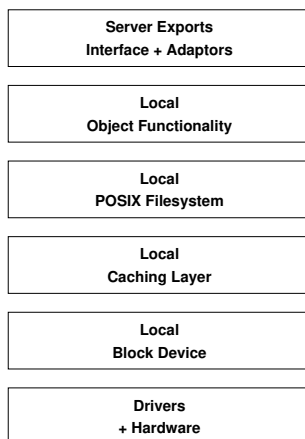 Server Exports
Interface + Adaptors
Local
Object Functionality
Local
POSIX Filesystem
Local
Caching Layer
Local
Block Device
Drivers
+ Hardware